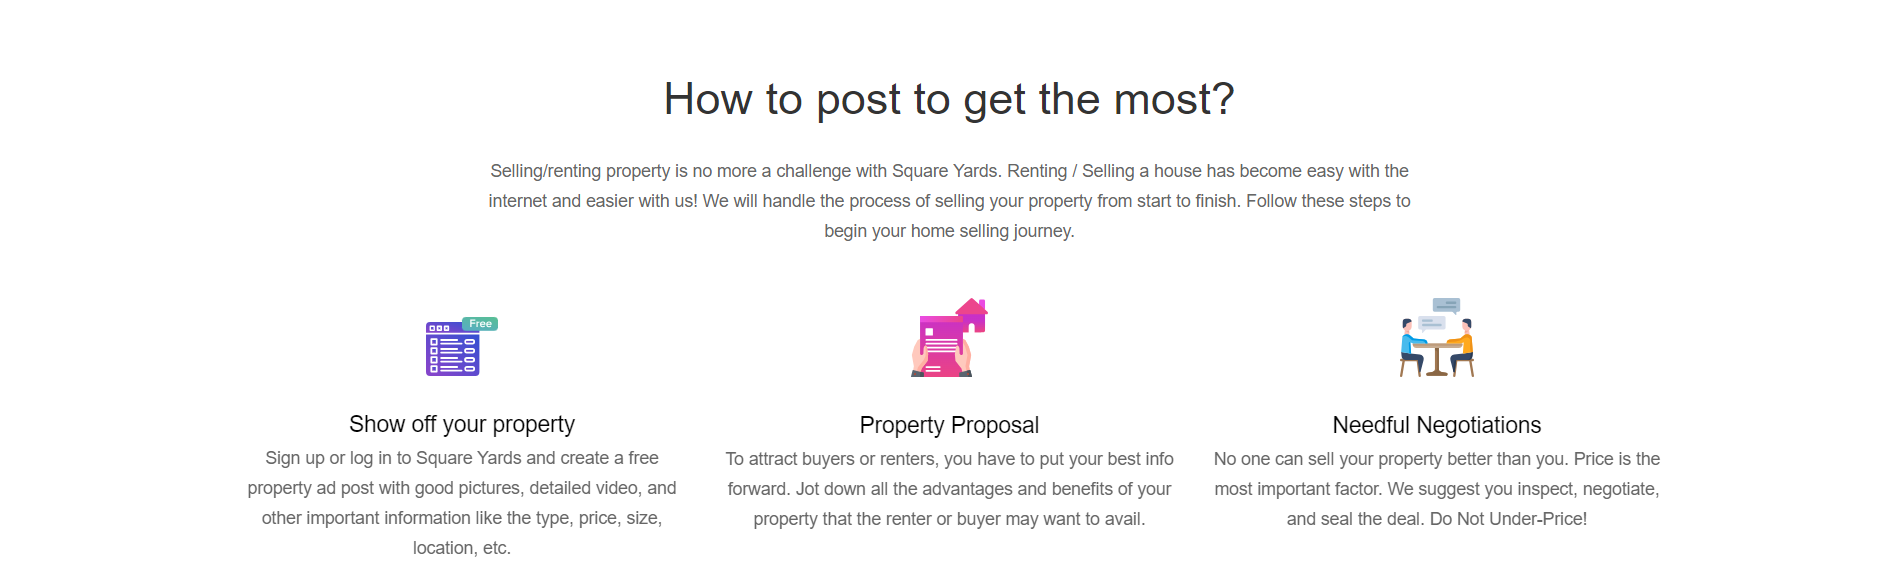 How to post to get the most?
Selling/renting property is no more a challenge with Square Yards. Renting / Selling a house has become easy with the
internet and easier with us! We will handle the process of selling your property from start to finish. Follow these steps to
begin your home selling journey.
Free
Show off your property
Sign up or log in to Square Yards and create a free
property ad post with good pictures, detailed video, and
other important information like the type, price, size,
location, etc.
Property Proposal
To attract buyers or renters, you have to put your best info
forward. Jot down all the advantages and benefits of your
property that the renter or buyer may want to avail.
Needful Negotiations
No one can sell your property better than you. Price is the
most important factor. We suggest you inspect, negotiate,
and seal the deal. Do Not Under-Price!